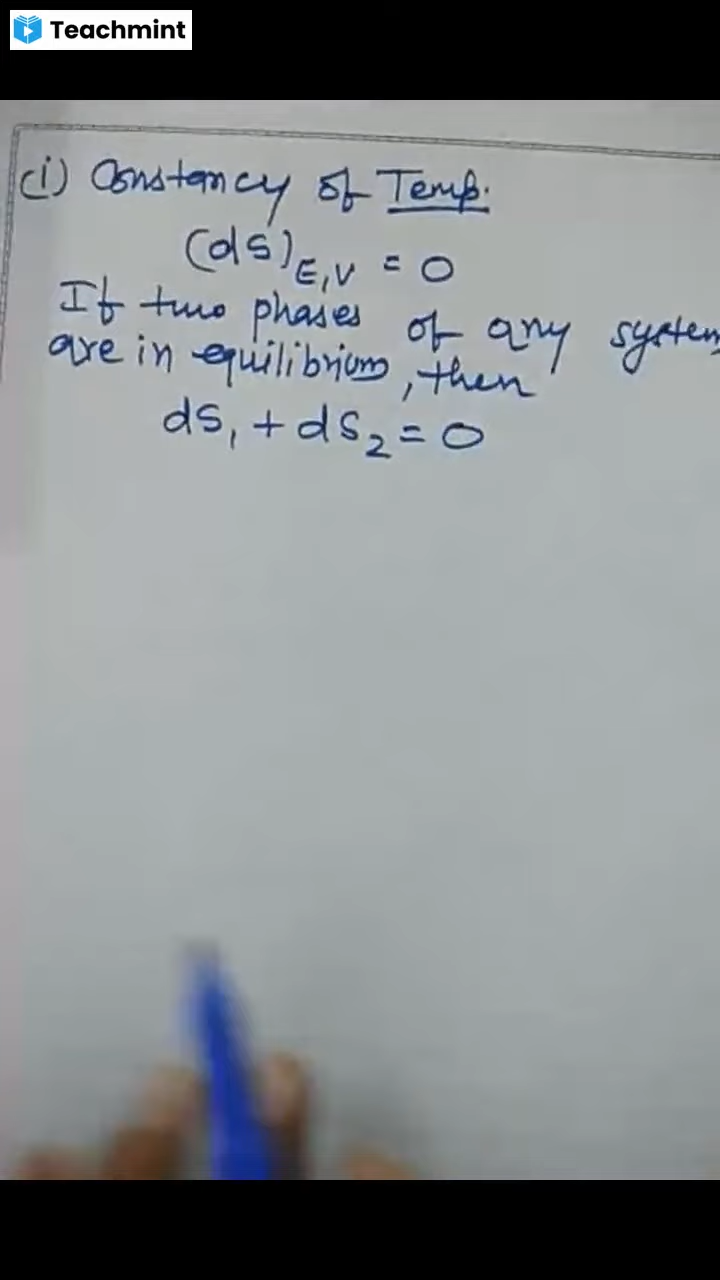 Teachmint
(i) Constancy of Temp.
(dS)E,V = 0
If two phases of any system
are in equilibrium, then
dS1 + dS2 = 0